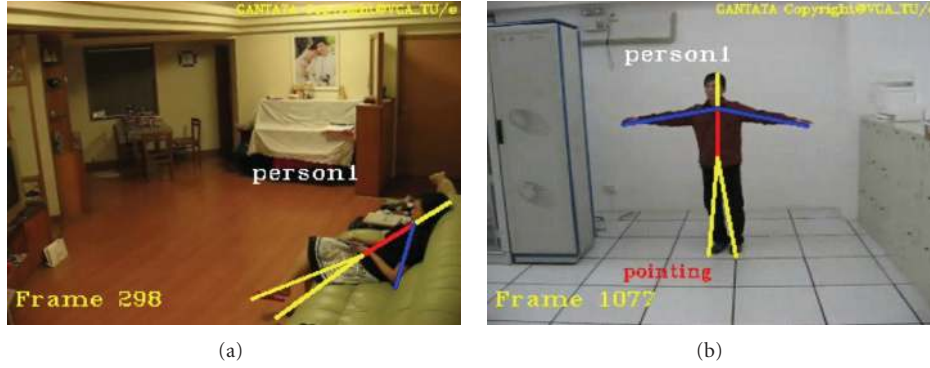 CANTATA Copyright@VCA_TU/e
person1
Frame 298
(a)
CANTATA Copyright@VCA_TU/e
person1
pointing
Frame 1077
(b)